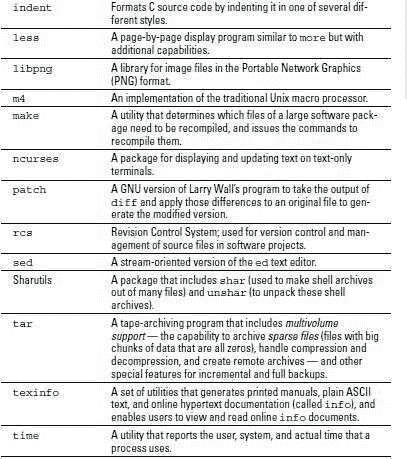 indent Formats C source code by indenting it in one of several dif-
ferent styles.
less A page-by-page display program similar to more but with
additional capabilities.
libpng A library for image files in the Portable Network Graphics
(PNG) format.
m4 An implementation of the traditional Unix macro processor.
make A utility that determines which files of a large software pack-
age need to be recompiled, and issues the commands to
recompile them.
ncurses A package for displaying and updating text on text-only
terminals.
patch A GNU version of Larry Wall's program to take the output of
diff and apply those differences to an original file to gen-
erate the modified version.
rcs Revision Control System; used for version control and man-
agement of source files in software projects.
sed A stream-oriented version of the ed text editor.
Sharutils A package that includes shar (used to make shell archives
out of many files) and unshar (to unpack these shell
archives).
tar A tape-archiving program that includes multivolume
support — the capability to archive sparse files (files with big
chunks of data that are all zeros), handle compression and
decompression, and create remote archives — and other
special features for incremental and full backups.
texinfo A set of utilities that generates printed manuals, plain ASCII
text, and online hypertext documentation (called info), and
enables users to view and read online info documents.
time A utility that reports the user, system, and actual time that a
process uses.